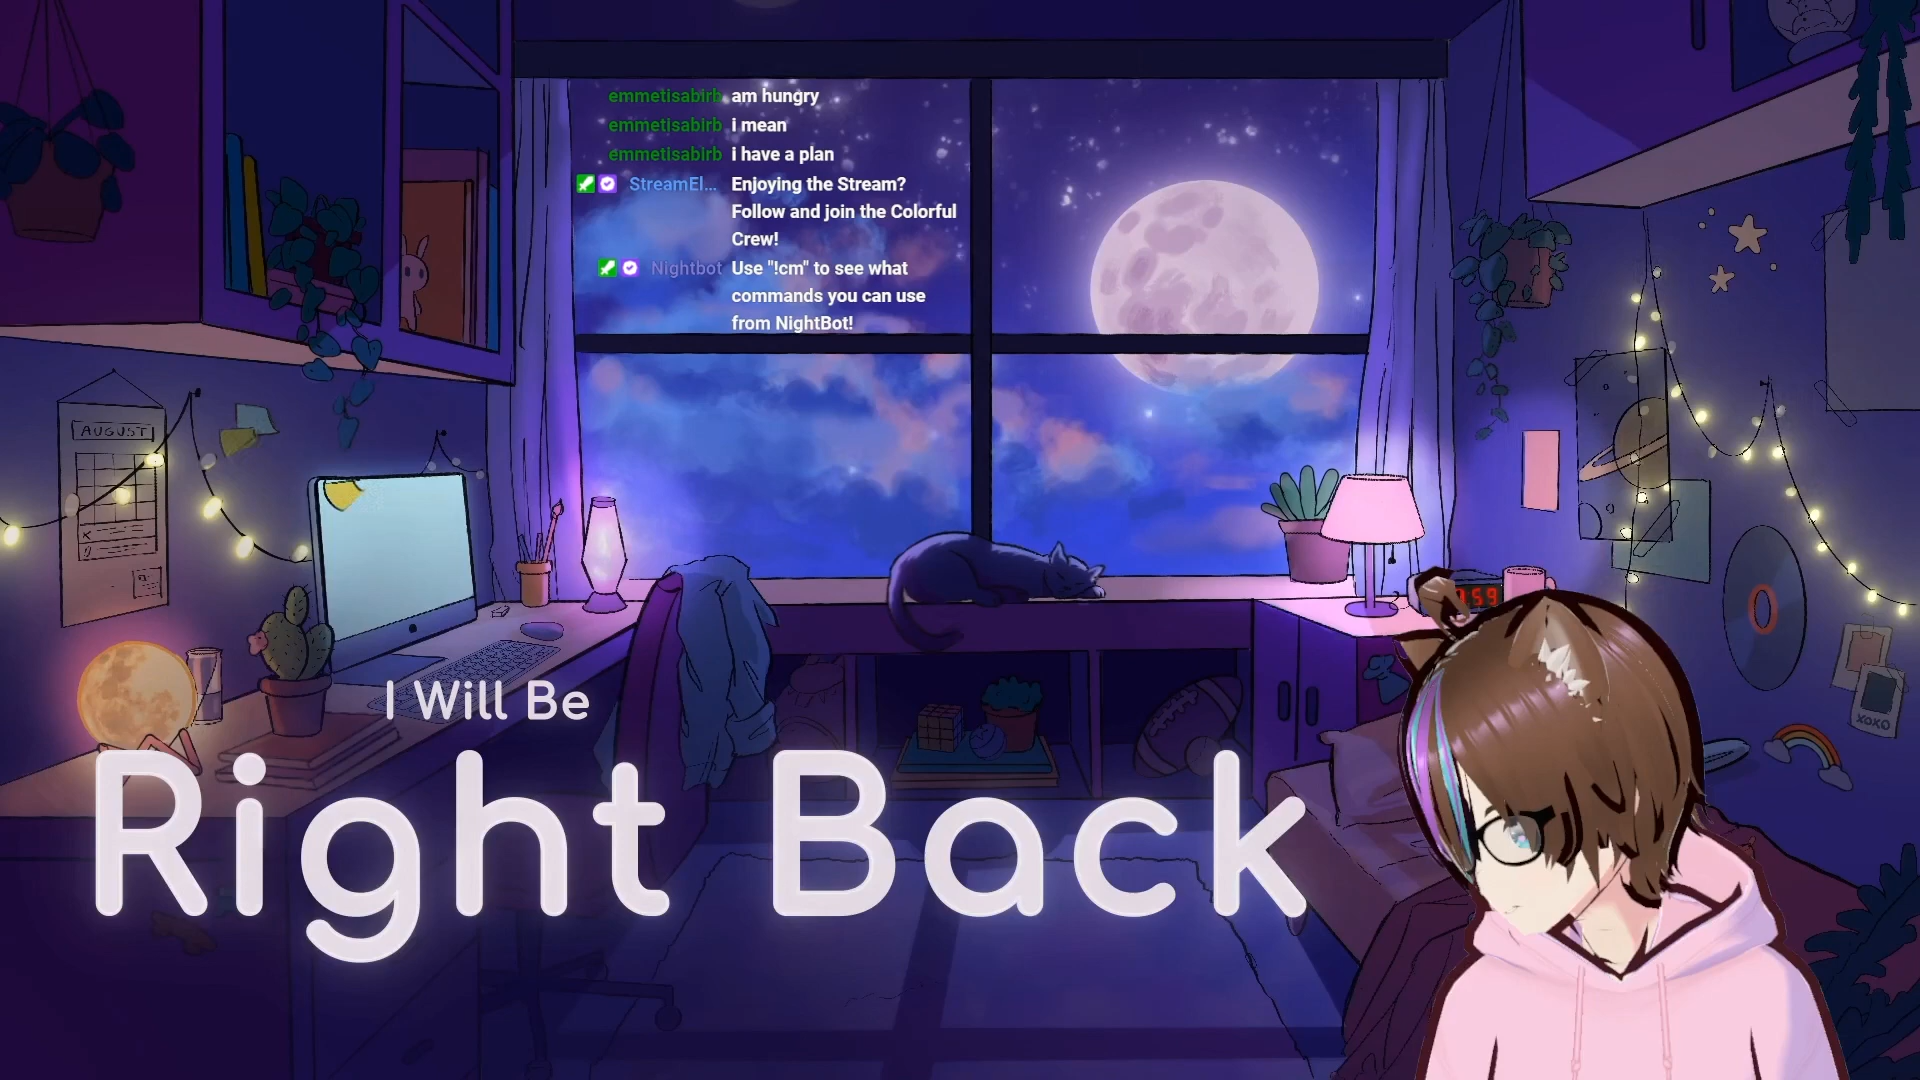 emmetisabirb am hungry
emmetisabirb i mean
emmetisabirb i have a plan
StreamEl... Enjoying the Stream?
Follow and join the Colorful
Crew!
Nightbot Use "!cm" to see what
commands you can use
from NightBot!
AUGUST
59
I Will Be
XOXO
Right Back